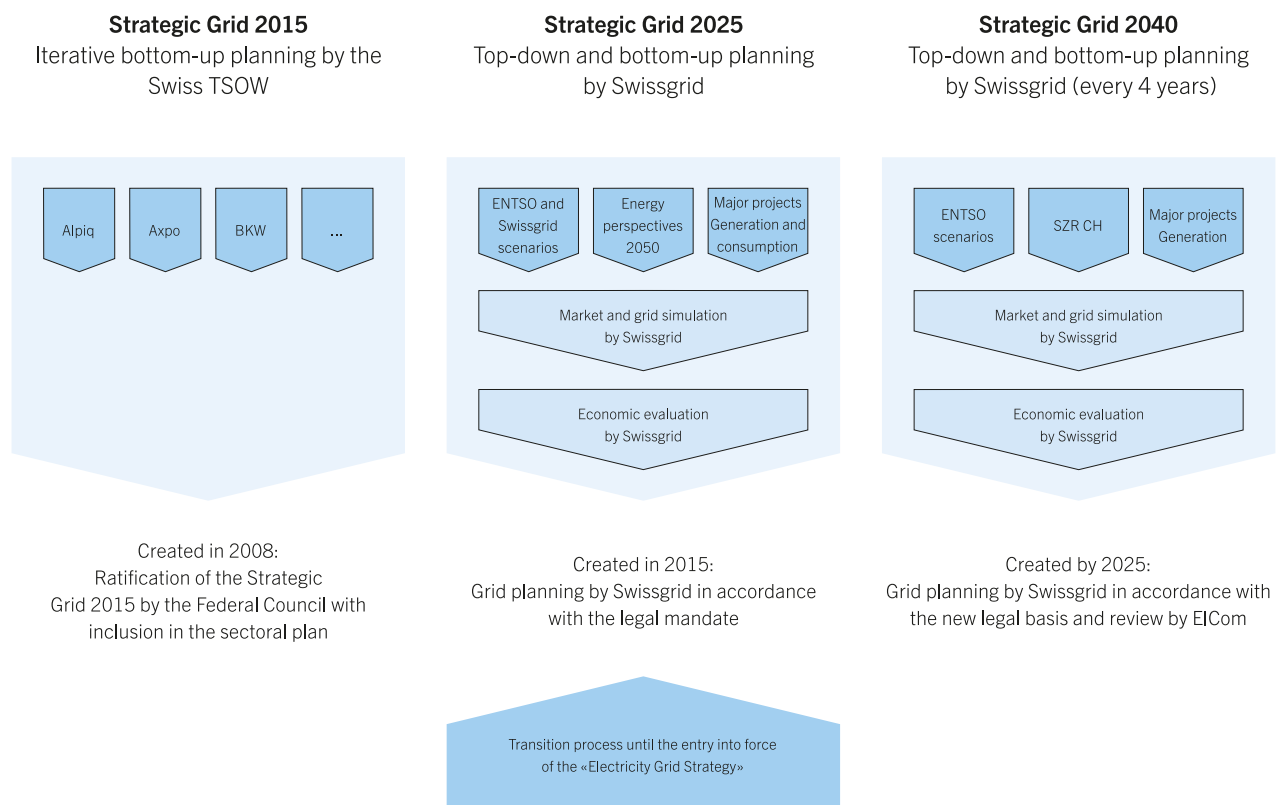 Strategic Grid 2015
Iterative bottom-up planning by the
Swiss TSOW
Alpiq
Axpo
BKW
...
Created in 2008:
Ratification of the Strategic
Grid 2015 by the Federal Council with
inclusion in the sectoral plan
Strategic Grid 2025
Top-down and bottom-up planning
by Swissgrid
ENTSO and
Swissgrid
scenarios
Energy
perspectives
2050
Major projects
Generation and
consumption
Market and grid simulation
by Swissgrid
Economic evaluation
by Swissgrid
Created in 2015:
Grid planning by Swissgrid in accordance
with the legal mandate
Transition process until the entry into force
of the «Electricity Grid Strategy»
Strategic Grid 2040
Top-down and bottom-up planning
by Swissgrid (every 4 years)
ENTSO
scenarios
SZR CH
Major projects
Generation
Market and grid simulation
by Swissgrid
Economic evaluation
by Swissgrid
Created by 2025:
Grid planning by Swissgrid in accordance with
the new legal basis and review by ElCom